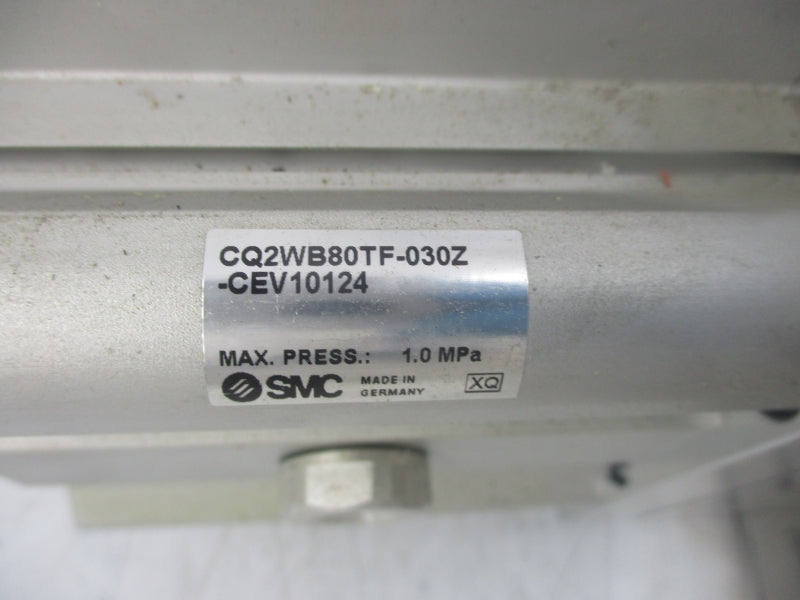 CQ2WB80TF-030Z
-CEV10124
MAX. PRESS.: 1.0 MPa
SMC MADE IN GERMANY XQ